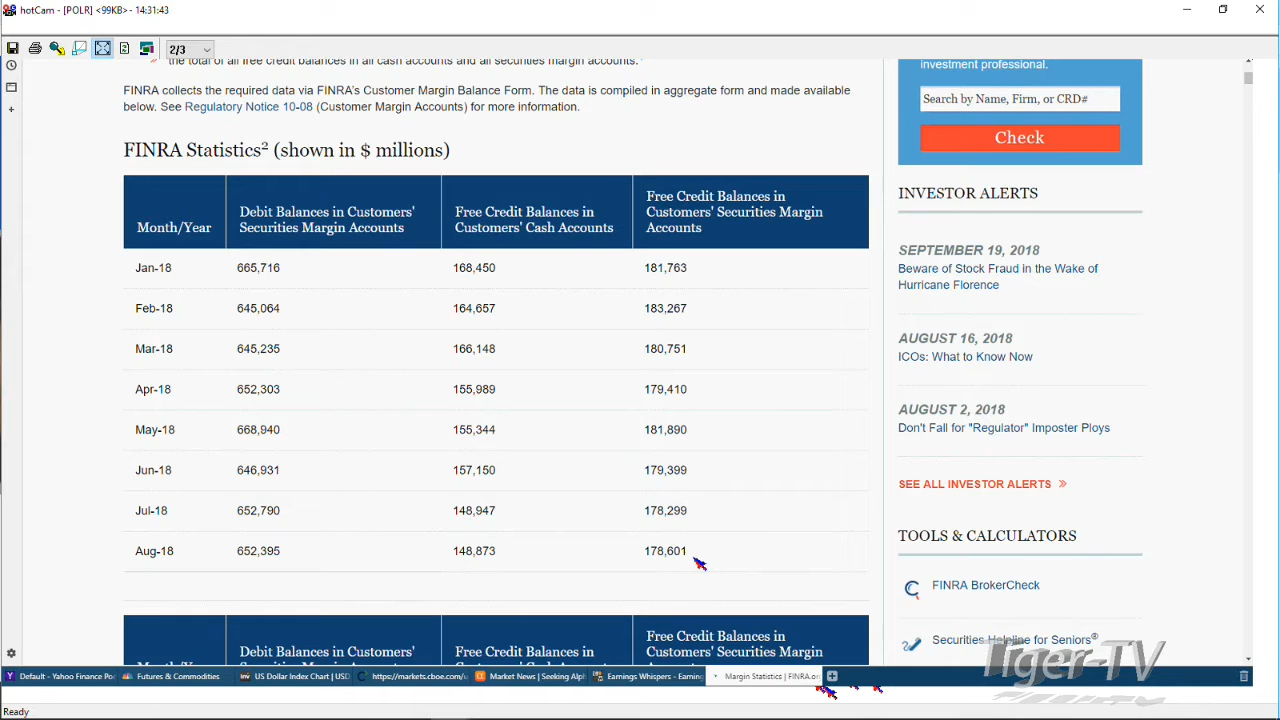 hotCam - [POLR] <99KB> - 14:31:43
2/3
the total of all free credit balances in all cash accounts and all securities margin accounts.
FINRA collects the required data via FINRA's Customer Margin Balance Form. The data is compiled in aggregate form and made available
below. See Regulatory Notice 10-08 (Customer Margin Accounts) for more information.
FINRA Statistics² (shown in $ millions)
Month/Year
Debit Balances in Customers'
Securities Margin Accounts
Free Credit Balances in
Customers' Cash Accounts
Free Credit Balances in
Customers' Securities Margin
Accounts
Jan-18 665,716 168,450 181,763
Feb-18 645,064 164,657 183,267
Mar-18 645,235 166,148 180,751
Apr-18 652,303 155,989 179,410
May-18 668,940 155,344 181,890
Jun-18 646,931 157,150 179,399
Jul-18 652,790 148,947 178,299
Aug-18 652,395 148,873 178,601
Debit Balances in Customers'
Free Credit Balances in
Free Credit Balances in
Customers' Securities Margin
investment professional.
Search by Name, Firm, or CRD#
Check
INVESTOR ALERTS
SEPTEMBER 19, 2018
Beware of Stock Fraud in the Wake of
Hurricane Florence
AUGUST 16, 2018
ICOs: What to Know Now
AUGUST 2, 2018
Don't Fall for "Regulator" Imposter Ploys
SEE ALL INVESTOR ALERTS »
TOOLS & CALCULATORS
FINRA BrokerCheck
Securities Helpline for Seniors®
Tiger-TV
Default - Yahoo Finance Po
Futures & Commodities
US Dollar Index Chart | USD
https://markets.cboe.com/u
Market News | Seeking Alph
Earnings Whispers - Earning
Margin Statistics | FINRA.or
Ready